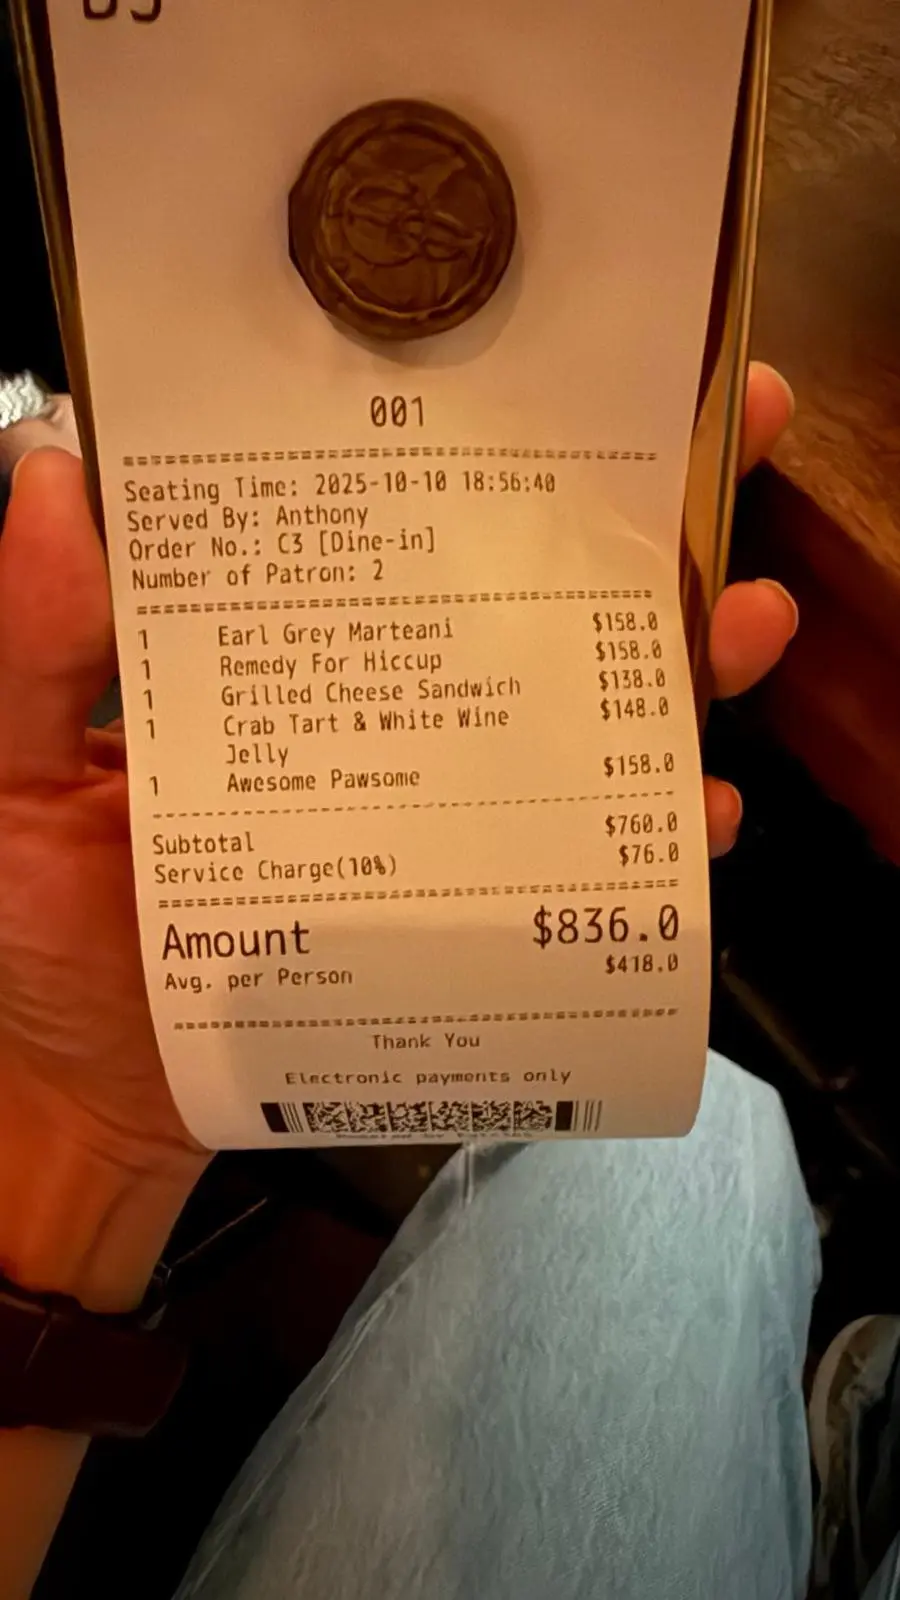 001
Seating Time: 2025-10-10 18:56:40
Served By: Anthony
Order No.: C3 [Dine-in]
Number of Patron: 2
1 Earl Grey Marteani $158.0
1 Remedy For Hiccup $158.0
1 Grilled Cheese Sandwich $138.0
1 Crab Tart & White Wine $148.0
Jelly
1 Awesome Pawsome $158.0
Subtotal $760.0
Service Charge(10%) $76.0
Amount $836.0
Avg. per Person $418.0
Thank You
Electronic payments only